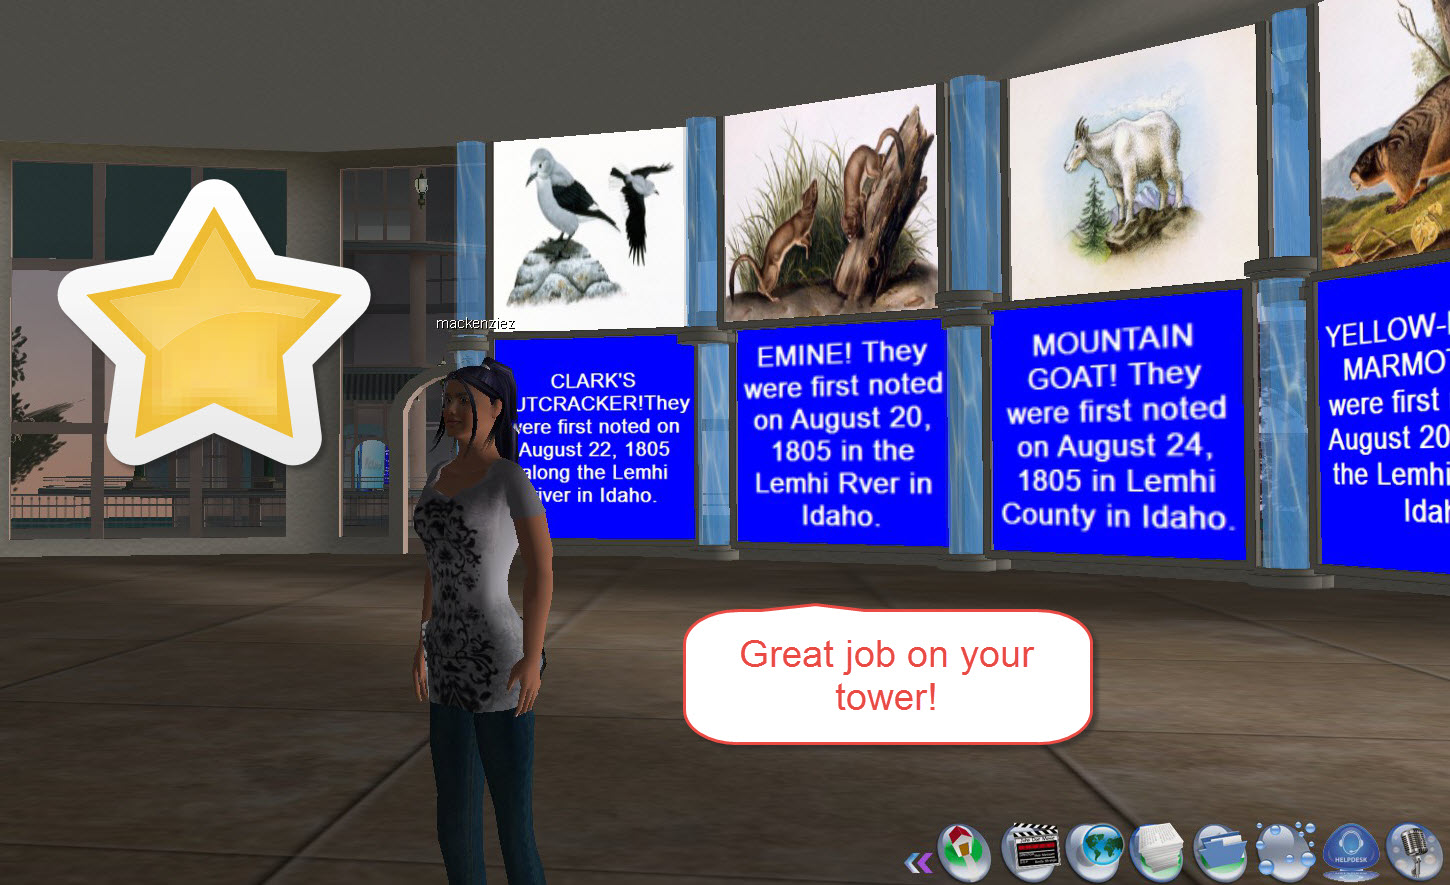 mackenziez
CLARK'S
UTCRACKER!They
were first noted on
August 22, 1805
along the Lemhi
river in Idaho.
EMINE! They
were first noted
on August 20,
1805 in the
Lemhi Rver in
Idaho.
MOUNTAIN
GOAT! They
were first noted
on August 24,
1805 in Lemhi
County in Idaho.
YELLOW-
MARMOT
were first
August 20
the Lemhi
Idah
Great job on your
tower!
HELPDESK